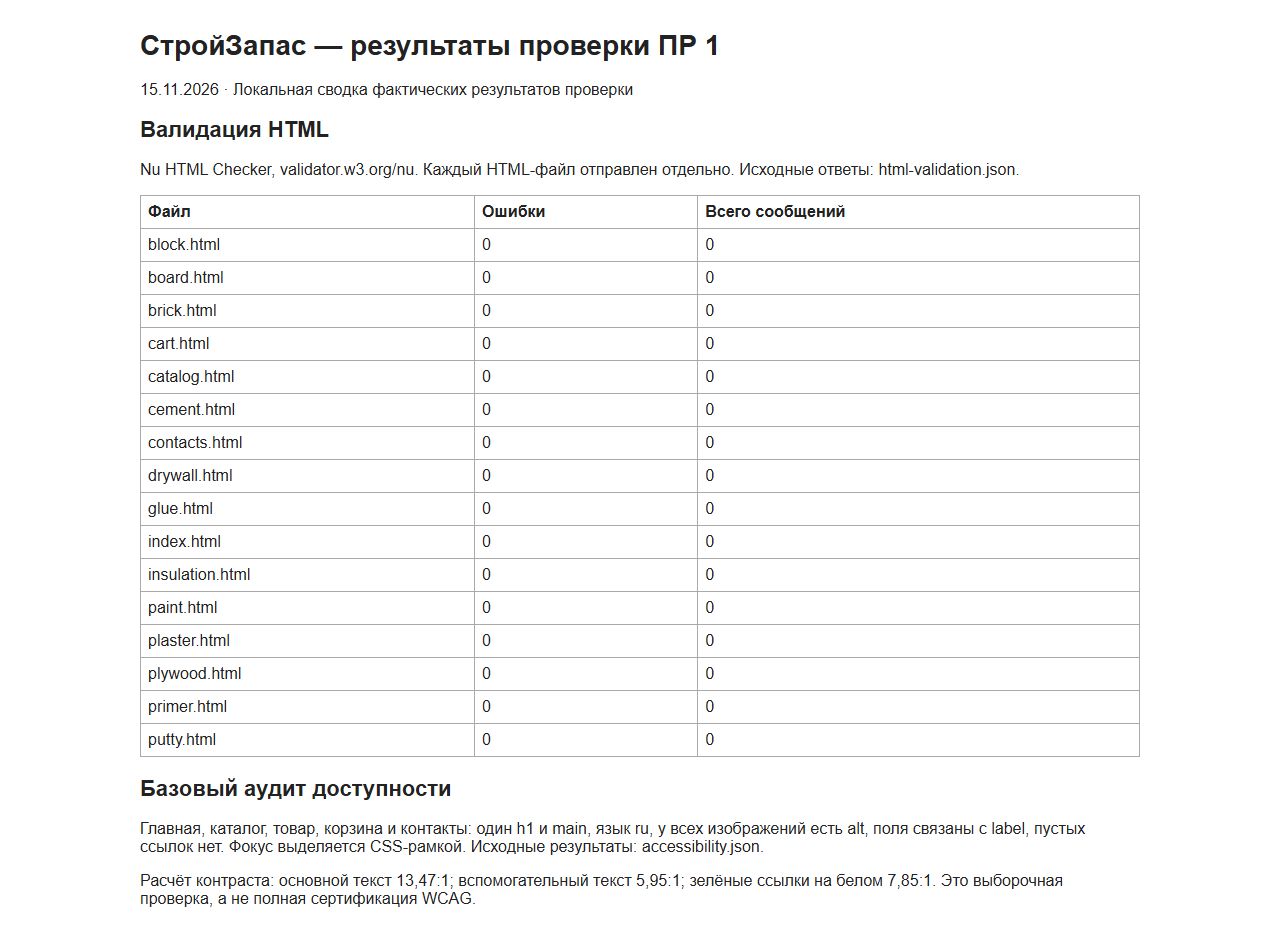 СтройЗапас — результаты проверки ПР 1
15.11.2026 · Локальная сводка фактических результатов проверки
Валидация HTML
Nu HTML Checker, validator.w3.org/nu. Каждый HTML-файл отправлен отдельно. Исходные ответы: html-validation.json.
Файл Ошибки Всего сообщений
block.html 0 0
board.html 0 0
brick.html 0 0
cart.html 0 0
catalog.html 0 0
cement.html 0 0
contacts.html 0 0
drywall.html 0 0
glue.html 0 0
index.html 0 0
insulation.html 0 0
paint.html 0 0
plaster.html 0 0
plywood.html 0 0
primer.html 0 0
putty.html 0 0
Базовый аудит доступности
Главная, каталог, товар, корзина и контакты: один h1 и main, язык ru, у всех изображений есть alt, поля связаны с label, пустых
ссылок нет. Фокус выделяется CSS-рамкой. Исходные результаты: accessibility.json.
Расчёт контраста: основной текст 13,47:1; вспомогательный текст 5,95:1; зелёные ссылки на белом 7,85:1. Это выборочная
проверка, а не полная сертификация WCAG.